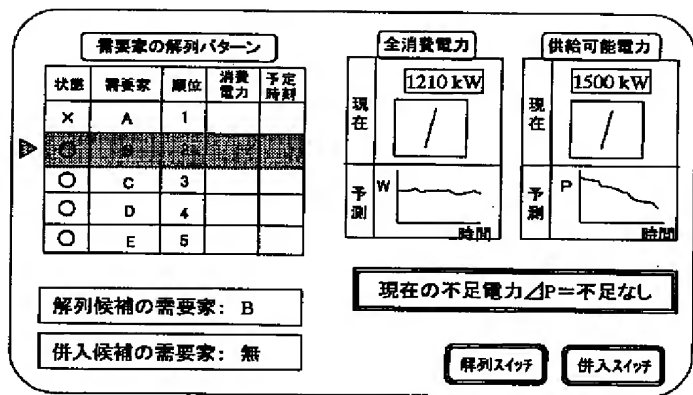 需要家の解列パターン
状態 需要家 順位 消費電力 予定時刻
× A 1
○
○ C 3
○ D 4
○ E 5
解列候補の需要家: B
併入候補の需要家: 無
全消費電力
現在 1210 kW
予測 W
時間
供給可能電力
現在 1500 kW
予測 P
時間
現在の不足電力⊿P=不足なし
解列スイッチ
併入スイッチ